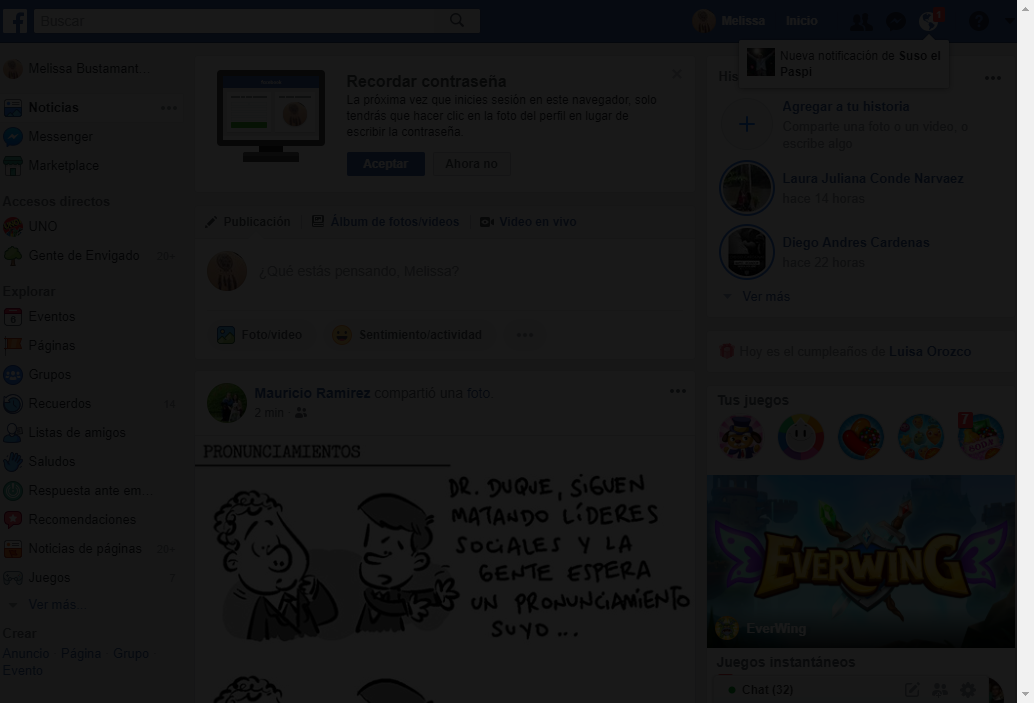 Buscar
Melissa
Inicio
Nueva notificación de Suso el
Paspi
Melissa Bustamant...
Noticias
Messenger
Marketplace
Accesos directos
UNO
Gente de Envigado 20+
Explorar
Eventos
Páginas
Grupos
Recuerdos 14
Listas de amigos
Saludos
Respuesta ante em...
Recomendaciones
Noticias de páginas 20+
Juegos 7
Ver más...
Crear
Anuncio Página Grupo
Evento
Recordar contraseña
La próxima vez que inicies sesión en este navegador, solo
tendrás que hacer clic en la foto del perfil en lugar de
escribir la contraseña.
Aceptar
Ahora no
Publicación
Álbum de fotos/videos
Video en vivo
¿Qué estás pensando, Melissa?
Foto/video
Sentimiento/actividad
Mauricio Ramirez compartió una foto.
2 min
PRONUNCIAMIENTOS
DR. DUQUE, SIGUEN
MATANDO LÍDERES
SOCIALES Y LA
GENTE ESPERA
UN PRONUNCIAMIENTO
SUYO...
His
Agregar a tu historia
Comparte una foto o un video, o
escribe algo
Laura Juliana Conde Narvaez
hace 14 horas
Diego Andres Cardenas
hace 22 horas
Ver más
Hoy es el cumpleaños de Luisa Orozco
Tus juegos
7
EVERWING
EverWing
Juegos instantáneos
Chat (32)